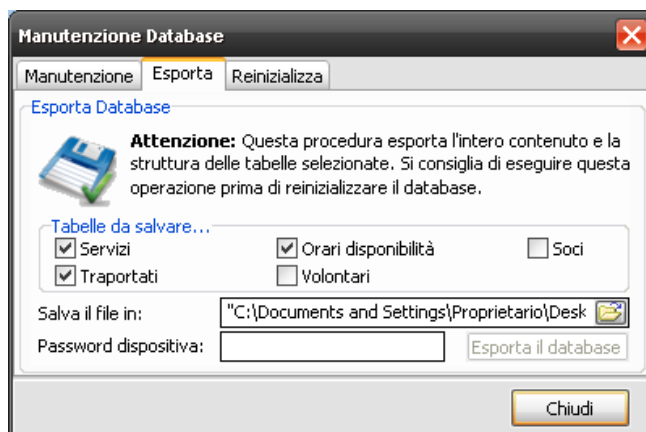 Manutenzione Database
Manutenzione Esporta Reinizializza
Esporta Database
Attenzione: Questa procedura esporta l'intero contenuto e la
struttura delle tabelle selezionate. Si consiglia di eseguire questa
operazione prima di reinizializzare il database.
Tabelle da salvare...
Servizi Orari disponibilità Soci
Traportati Volontari
Salva il file in: "C:\Documents and Settings\Proprietario\Desk
Password dispositiva: Esporta il database
Chiudi